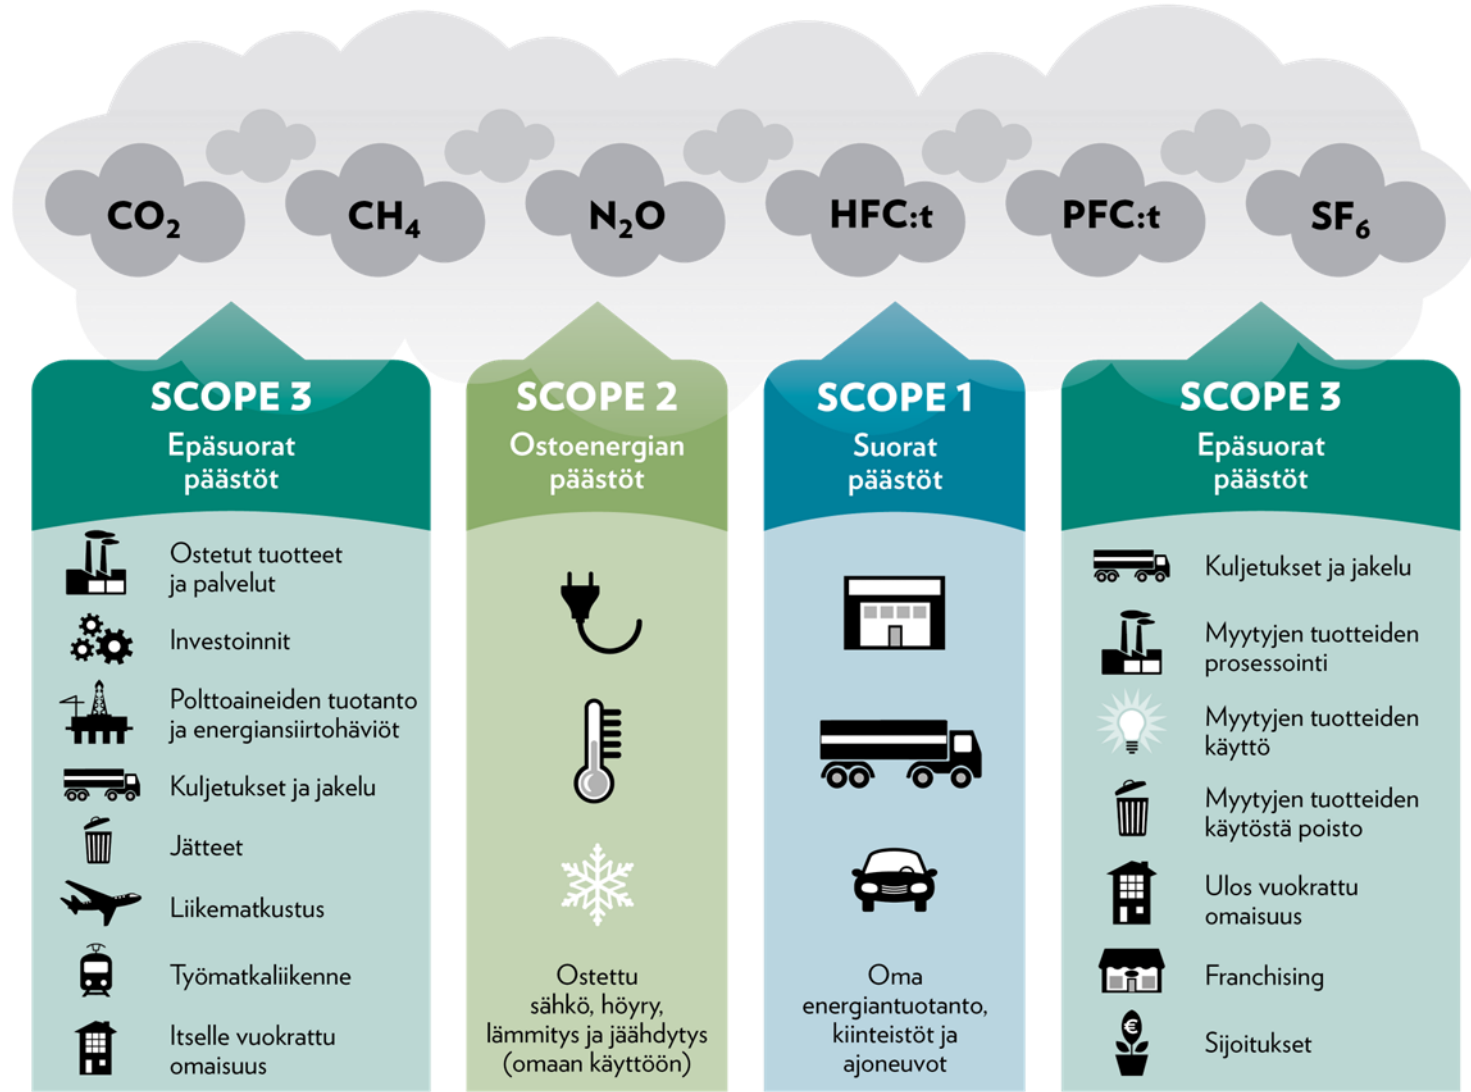 CO₂
CH₄
N₂O
HFC:t
PFC:t
SF₆
SCOPE 3
Epäsuorat
päästöt
Ostetut tuotteet
ja palvelut
Investoinnit
Polttoaineiden tuotanto
ja energiansiirtohäviöt
Kuljetukset ja jakelu
Jätteet
Liikematkustus
Työmatkaliikenne
Itselle vuokrattu
omaisuus
SCOPE 2
Ostoenergian
päästöt
Ostettu
sähkö, höyry,
lämmitys ja jäähdytys
(omaan käyttöön)
SCOPE 1
Suorat
päästöt
Oma
energiantuotanto,
kiinteistöt ja
ajoneuvot
SCOPE 3
Epäsuorat
päästöt
Kuljetukset ja jakelu
Myytyjen tuotteiden
prosessointi
Myytyjen tuotteiden
käyttö
Myytyjen tuotteiden
käytöstä poisto
Ulos vuokrattu
omaisuus
Franchising
€
Sijoitukset